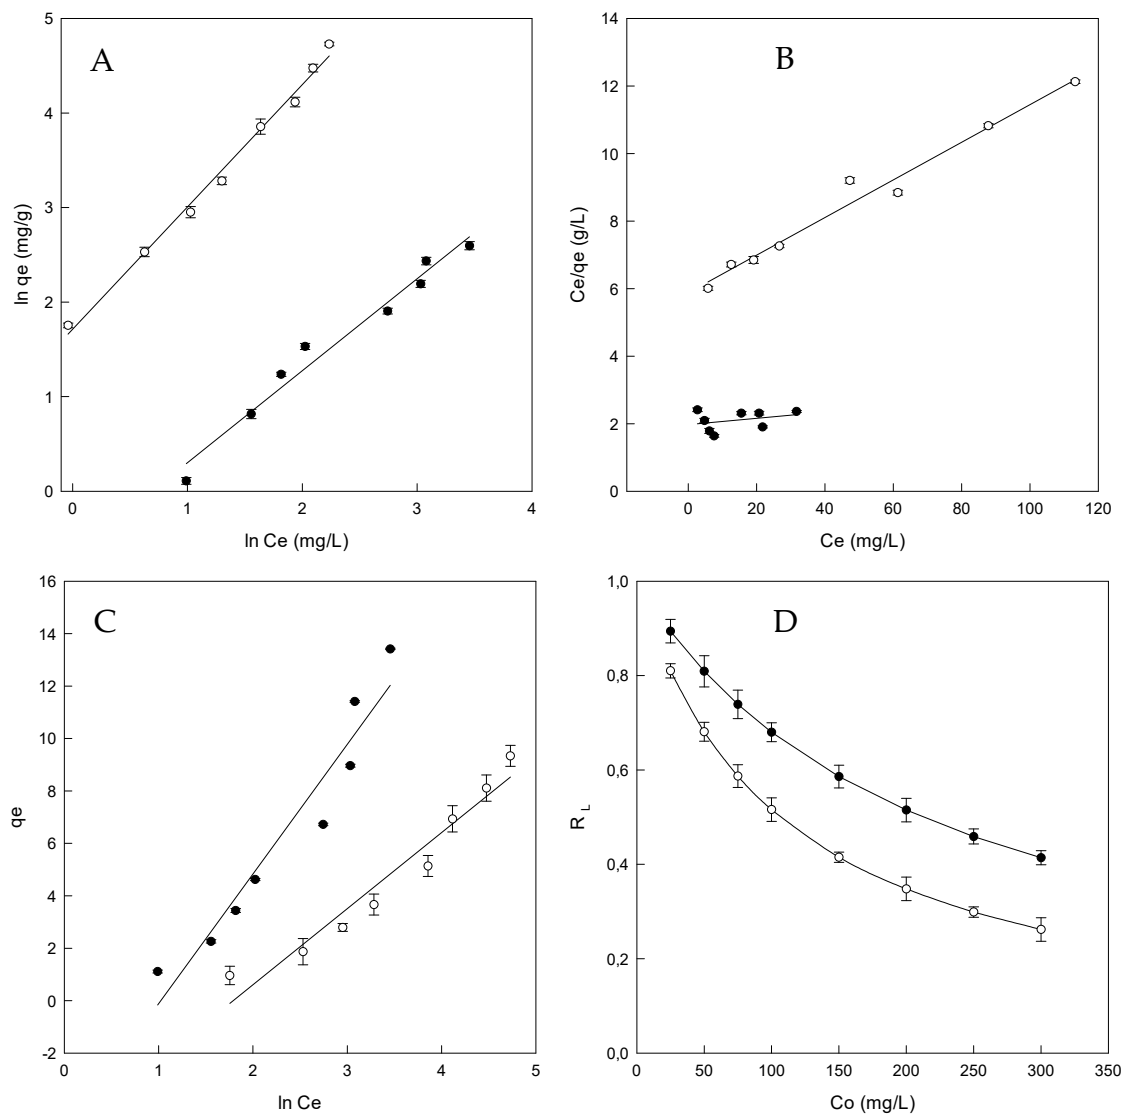 A
5
4
3
2
1
0
ln qe (mg/g)
0 1 2 3 4
ln Ce (mg/L)
B
14
12
10
8
6
4
2
0
Ce/qe (g/L)
0 20 40 60 80 100 120
Ce (mg/L)
C
16
14
12
10
8
6
4
2
0
-2
qe
0 1 2 3 4 5
ln Ce
D
1,0
0,8
0,6
0,4
0,2
0,0
R L
0 50 100 150 200 250 300 350
Co (mg/L)